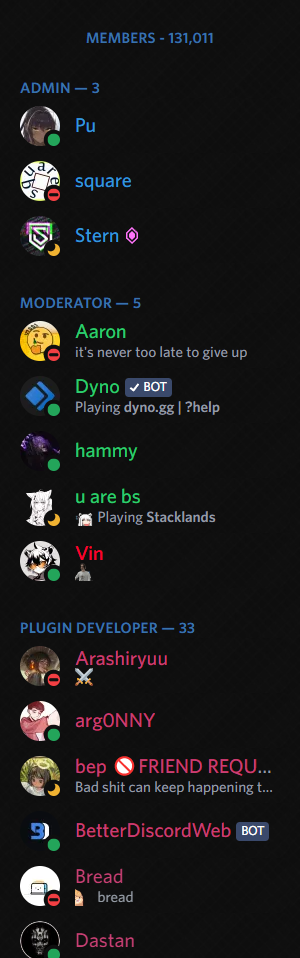 MEMBERS - 131,011
ADMIN — 3
Pu
square
Stern
MODERATOR — 5
Aaron
it's never too late to give up
Dyno ✓ BOT
Playing dyno.gg | ?help
hammy
u are bs
Playing Stacklands
Vin
PLUGIN DEVELOPER — 33
Arashiryuu
arg0NNY
bep 🚫 FRIEND REQU...
Bad shit can keep happening t...
BetterDiscordWeb BOT
Bread
bread
Dastan